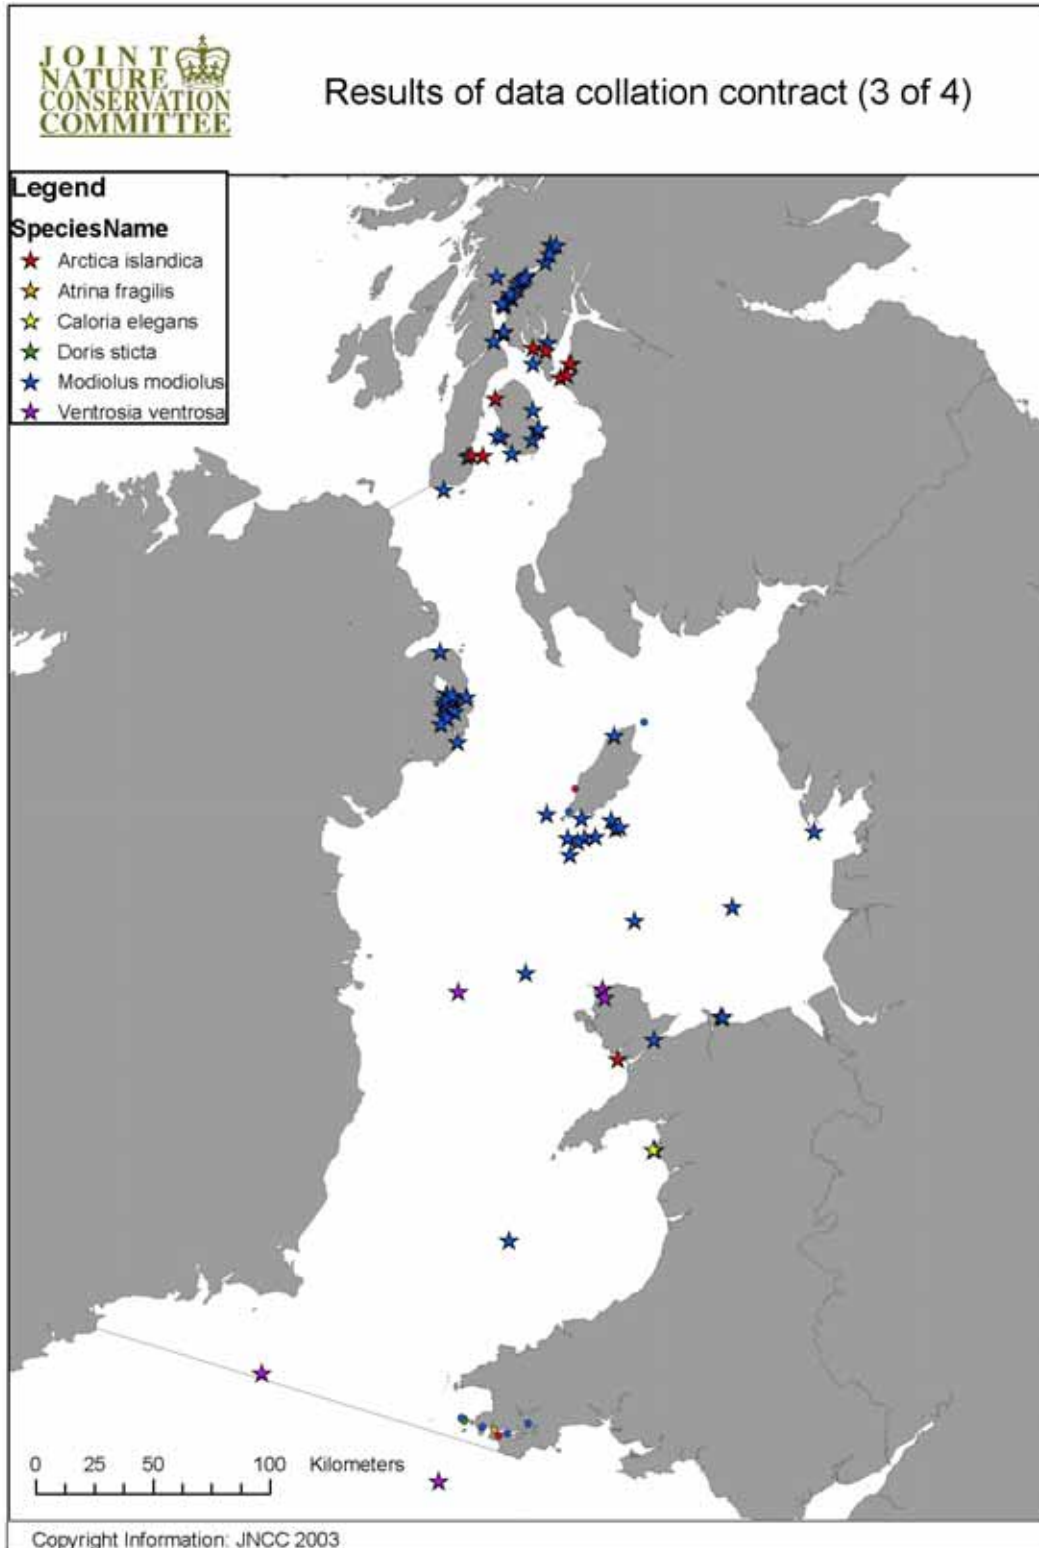 JOINT
NATURE
CONSERVATION
COMMITTEE
Results of data collation contract (3 of 4)
Legend
SpeciesName
Arctica islandica
Atrina fragilis
Caloria elegans
Doris sticta
Modiolus modiolus
Ventrosia ventrosa
0 25 50 100 Kilometers
Copyright Information: JNCC 2003